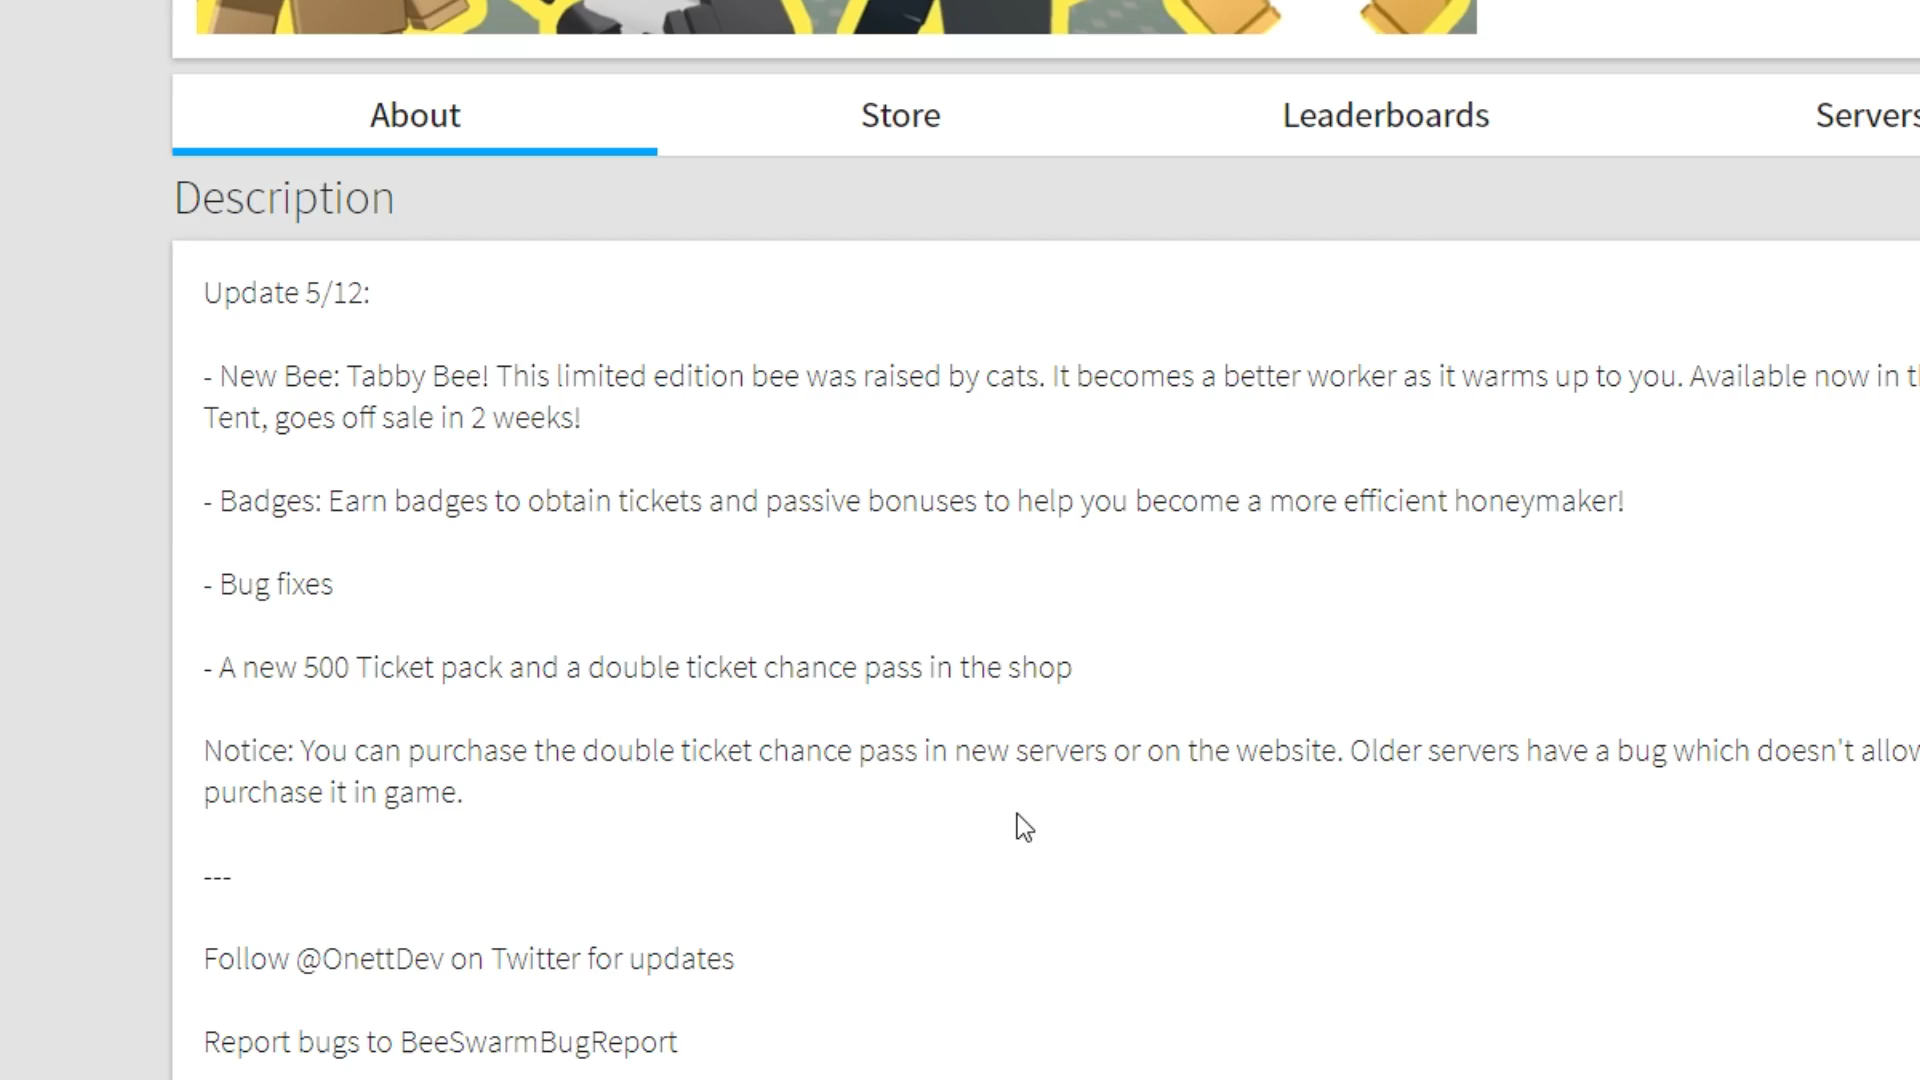 About Store Leaderboards Servers
Description
Update 5/12:
- New Bee: Tabby Bee! This limited edition bee was raised by cats. It becomes a better worker as it warms up to you. Available now in
Tent, goes off sale in 2 weeks!
- Badges: Earn badges to obtain tickets and passive bonuses to help you become a more efficient honeymaker!
- Bug fixes
- A new 500 Ticket pack and a double ticket chance pass in the shop
Notice: You can purchase the double ticket chance pass in new servers or on the website. Older servers have a bug which doesn't allow
purchase it in game.
---
Follow @OnettDev on Twitter for updates
Report bugs to BeeSwarmBugReport